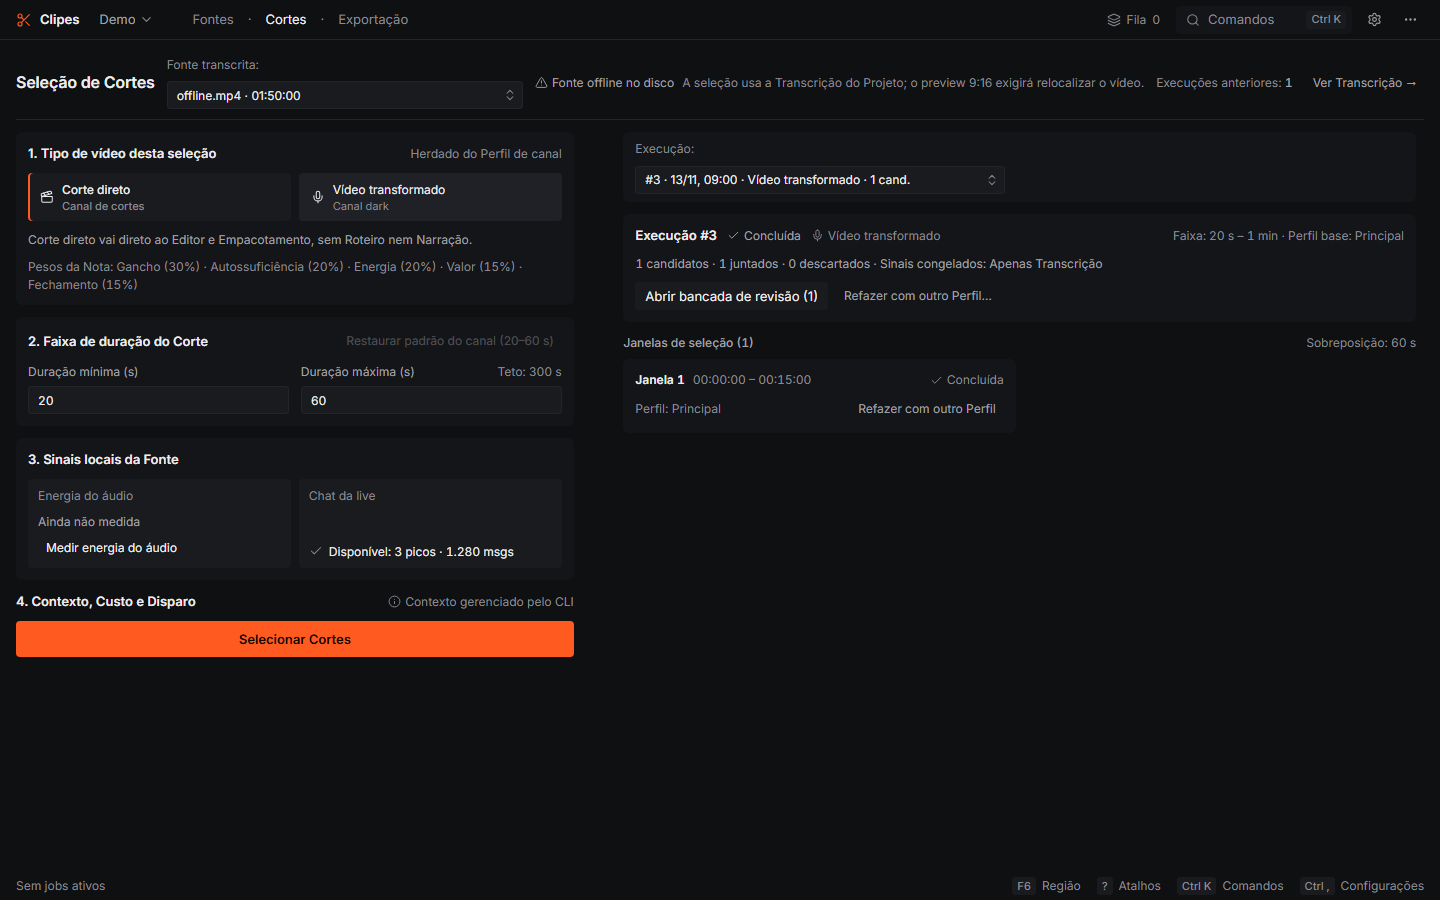 Clipes
Demo
Fontes · Cortes · Exportação
Fila 0
Comandos Ctrl K
Seleção de Cortes
Fonte transcrita:
offline.mp4 · 01:50:00
Fonte offline no disco A seleção usa a Transcrição do Projeto; o preview 9:16 exigirá relocalizar o vídeo. Execuções anteriores: 1 Ver Transcrição →
1. Tipo de vídeo desta seleção
Herdado do Perfil de canal
Corte direto
Canal de cortes
Vídeo transformado
Canal dark
Corte direto vai direto ao Editor e Empacotamento, sem Roteiro nem Narração.
Pesos da Nota: Gancho (30%) · Autossuficiência (20%) · Energia (20%) · Valor (15%) ·
Fechamento (15%)
2. Faixa de duração do Corte
Restaurar padrão do canal (20–60 s)
Duração mínima (s)
Duração máxima (s) Teto: 300 s
20
60
3. Sinais locais da Fonte
Energia do áudio
Ainda não medida
Medir energia do áudio
Chat da live
Disponível: 3 picos · 1.280 msgs
4. Contexto, Custo e Disparo
Contexto gerenciado pelo CLI
Selecionar Cortes
Execução:
#3 · 13/11, 09:00 · Vídeo transformado · 1 cand.
Execução #3 Concluída Vídeo transformado
Faixa: 20 s – 1 min · Perfil base: Principal
1 candidatos · 1 juntados · 0 descartados · Sinais congelados: Apenas Transcrição
Abrir bancada de revisão (1) Refazer com outro Perfil...
Janelas de seleção (1)
Sobreposição: 60 s
Janela 1 00:00:00 – 00:15:00 Concluída
Perfil: Principal Refazer com outro Perfil
Sem jobs ativos
F6 Região ? Atalhos Ctrl K Comandos Ctrl , Configurações